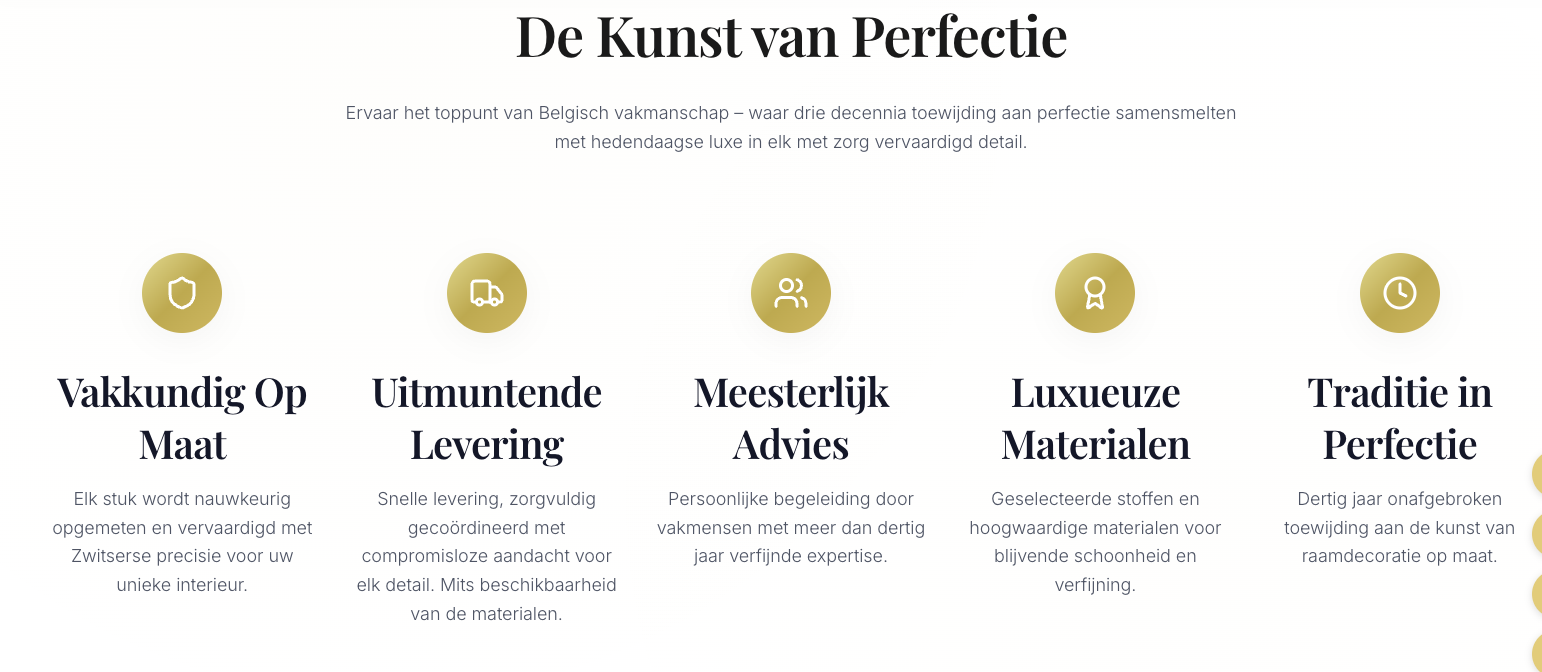 De Kunst van Perfectie
Ervaar het toppunt van Belgisch vakmanschap – waar drie decennia toewijding aan perfectie samensmelten
met hedendaagse luxe in elk met zorg vervaardigd detail.
Vakkundig Op
Maat
Elk stuk wordt nauwkeurig
opgemeten en vervaardigd met
Zwitserse precisie voor uw
unieke interieur.
Uitmuntende
Levering
Snelle levering, zorgvuldig
gecoördineerd met
compromisloze aandacht voor
elk detail. Mits beschikbaarheid
van de materialen.
Meesterlijk
Advies
Persoonlijke begeleiding door
vakmensen met meer dan dertig
jaar verfijnde expertise.
Luxueuze
Materialen
Geselecteerde stoffen en
hoogwaardige materialen voor
blijvende schoonheid en
verfijning.
Traditie in
Perfectie
Dertig jaar onafgebroken
toewijding aan de kunst van
raamdecoratie op maat.